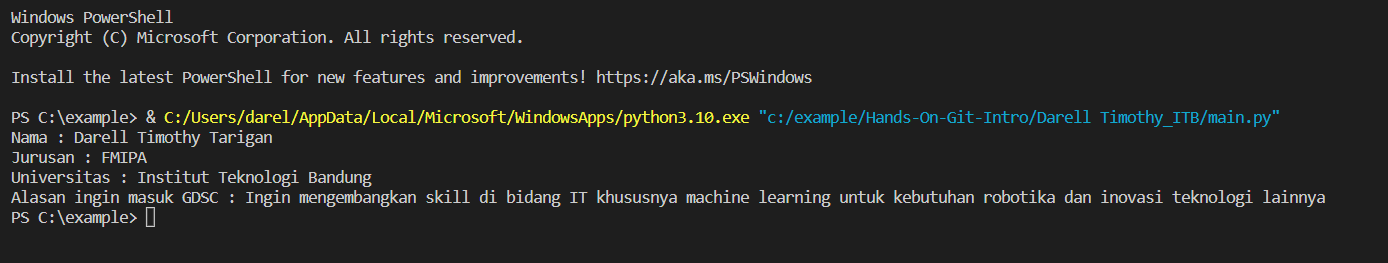 Windows PowerShell
Copyright (C) Microsoft Corporation. All rights reserved.
Install the latest PowerShell for new features and improvements! https://aka.ms/PSWindows
PS C:\example> & C:/Users/darel/AppData/Local/Microsoft/WindowsApps/python3.10.exe "c:/example/Hands-On-Git-Intro/Darell Timothy_ITB/main.py"
Nama : Darell Timothy Tarigan
Jurusan : FMIPA
Universitas : Institut Teknologi Bandung
Alasan ingin masuk GDSC : Ingin mengembangkan skill di bidang IT khususnya machine learning untuk kebutuhan robotika dan inovasi teknologi lainnya
PS C:\example>